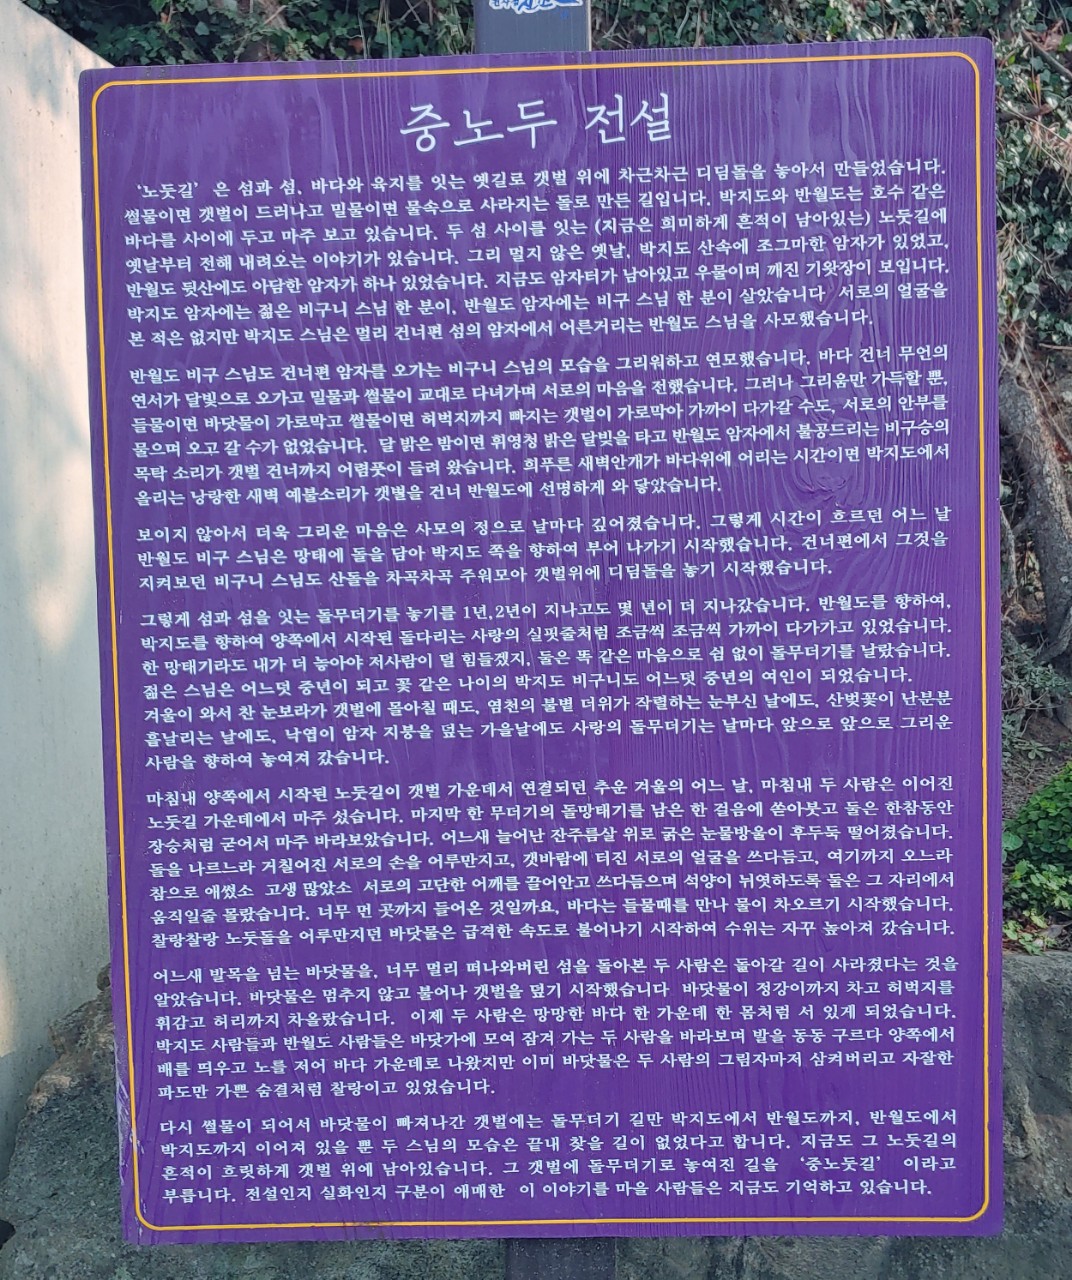 중노두 전설
‘노둣길’ 은 섬과 섬, 바다와 육지를 잇는 옛길로 갯벌 위에 차근차근 디딤돌을 놓아서 만들었습니다.
썰물이면 갯벌이 드러나고 밀물이면 물속으로 사라지는 돌로 만든 길입니다. 박지도와 반월도는 호수 같은
바다를 사이에 두고 마주 보고 있습니다. 두 섬 사이를 잇는 (지금은 희미하게 흔적이 남아있는) 노둣길에
옛날부터 전해 내려오는 이야기가 있습니다. 그리 멀지 않은 옛날, 박지도 산속에 조그마한 암자가 있었고,
반월도 뒷산에도 아담한 암자가 하나 있었습니다. 지금도 암자터가 남아있고 우물이며 깨진 기왓장이 보입니다.
박지도 암자에는 젊은 비구니 스님 한 분이, 반월도 암자에는 비구 스님 한 분이 살았습니다 서로의 얼굴을
본 적은 없지만 박지도 스님은 멀리 건너편 섬의 암자에서 어른거리는 반월도 스님을 사모했습니다.
반월도 비구 스님도 건너편 암자를 오가는 비구니 스님의 모습을 그리워하고 연모했습니다. 바다 건너 무언의
연서가 달빛으로 오가고 밀물과 썰물이 교대로 다녀가며 서로의 마음을 전했습니다. 그러나 그리움만 가득할 뿐,
들물이면 바닷물이 가로막고 썰물이면 허벅지까지 빠지는 갯벌이 가로막아 가까이 다가갈 수도, 서로의 안부를
물으며 오고 갈 수가 없었습니다. 달 밝은 밤이면 휘영청 밝은 달빛을 타고 반월도 암자에서 불공드리는 비구승의
목탁 소리가 갯벌 건너까지 어렴풋이 들려 왔습니다. 희푸른 새벽안개가 바다위에 어리는 시간이면 박지도에서
올리는 낭랑한 새벽 예불소리가 갯벌을 건너 반월도에 선명하게 와 닿았습니다.
보이지 않아서 더욱 그리운 마음은 사모의 정으로 날마다 깊어졌습니다. 그렇게 시간이 흐르던 어느 날
반월도 비구 스님은 망태에 돌을 담아 박지도 쪽을 향하여 부어 나가기 시작했습니다. 건너편에서 그것을
지켜보던 비구니 스님도 산돌을 차곡차곡 주워모아 갯벌위에 디딤돌을 놓기 시작했습니다.
그렇게 섬과 섬을 잇는 돌무더기를 놓기를 1년,2년이 지나고도 몇 년이 더 지나갔습니다. 반월도를 향하여,
박지도를 향하여 양쪽에서 시작된 돌다리는 사랑의 실핏줄처럼 조금씩 조금씩 가까이 다가가고 있었습니다.
한 망태기라도 내가 더 놓아야 저사람이 덜 힘들겠지, 둘은 똑 같은 마음으로 쉼 없이 돌무더기를 날랐습니다.
젊은 스님은 어느덧 중년이 되고 꽃 같은 나이의 박지도 비구니도 어느덧 중년의 여인이 되었습니다.
겨울이 와서 찬 눈보라가 갯벌에 몰아칠 때도, 염천의 불볕 더위가 작렬하는 눈부신 날에도, 산벚꽃이 난분분
흩날리는 날에도, 낙엽이 암자 지붕을 덮는 가을날에도 사랑의 돌무더기는 날마다 앞으로 앞으로 그리운
사람을 향하여 놓여져 갔습니다.
마침내 양쪽에서 시작된 노둣길이 갯벌 가운데서 연결되던 추운 겨울의 어느 날, 마침내 두 사람은 이어진
노둣길 가운데에서 마주 섰습니다. 마지막 한 무더기의 돌망태기를 남은 한 걸음에 쏟아붓고 둘은 한참동안
장승처럼 굳어서 마주 바라보았습니다. 어느새 늘어난 잔주름살 위로 굵은 눈물방울이 후두둑 떨어졌습니다.
돌을 나르느라 거칠어진 서로의 손을 어루만지고, 갯바람에 터진 서로의 얼굴을 쓰다듬고, 여기까지 오느라
참으로 애썼소 고생 많았소 서로의 고단한 어깨를 끌어안고 쓰다듬으며 석양이 뉘엿하도록 둘은 그 자리에서
움직일줄 몰랐습니다. 너무 먼 곳까지 들어온 것일까요, 바다는 들물때를 만나 물이 차오르기 시작했습니다.
찰랑찰랑 노둣돌을 어루만지던 바닷물은 급격한 속도로 불어나기 시작하여 수위는 자꾸 높아져 갔습니다.
어느새 발목을 넘는 바닷물을, 너무 멀리 떠나와버린 섬을 돌아본 두 사람은 돌아갈 길이 사라졌다는 것을
알았습니다. 바닷물은 멈추지 않고 불어나 갯벌을 덮기 시작했습니다 바닷물이 정강이까지 차고 허벅지를
휘감고 허리까지 차올랐습니다. 이제 두 사람은 망망한 바다 한 가운데 한 몸처럼 서 있게 되었습니다.
박지도 사람들과 반월도 사람들은 바닷가에 모여 잠겨 가는 두 사람을 바라보며 발을 동동 구르다 양쪽에서
배를 띄우고 노를 저어 바다 가운데로 나왔지만 이미 바닷물은 두 사람의 그림자마저 삼켜버리고 자잘한
파도만 가쁜 숨결처럼 찰랑이고 있었습니다.
다시 썰물이 되어서 바닷물이 빠져나간 갯벌에는 돌무더기 길만 박지도에서 반월도까지, 반월도에서
박지도까지 이어져 있을 뿐 두 스님의 모습은 끝내 찾을 길이 없었다고 합니다. 지금도 그 노둣길의
흔적이 흐릿하게 갯벌 위에 남아있습니다. 그 갯벌에 돌무더기로 놓여진 길을 ‘중노둣길’ 이라고
부릅니다. 전설인지 실화인지 구분이 애매한 이 이야기를 마을 사람들은 지금도 기억하고 있습니다.